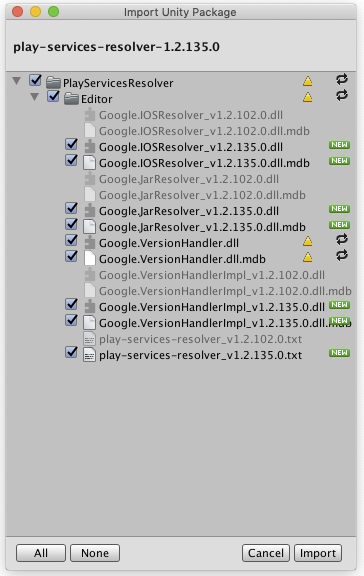 Import Unity Package
play-services-resolver-1.2.135.0
PlayServicesResolver
Editor
Google.IOSResolver_v1.2.102.0.dll
Google.IOSResolver_v1.2.102.0.dll.mdb
Google.IOSResolver_v1.2.135.0.dll NEW
Google.IOSResolver_v1.2.135.0.dll.mdb NEW
Google.JarResolver_v1.2.102.0.dll
Google.JarResolver_v1.2.102.0.dll.mdb
Google.JarResolver_v1.2.135.0.dll NEW
Google.JarResolver_v1.2.135.0.dll.mdb NEW
Google.VersionHandler.dll
Google.VersionHandler.dll.mdb
Google.VersionHandlerImpl_v1.2.102.0.dll
Google.VersionHandlerImpl_v1.2.102.0.dll.mdb
Google.VersionHandlerImpl_v1.2.135.0.dll NEW
Google.VersionHandlerImpl_v1.2.135.0.dll.mdb NEW
play-services-resolver_v1.2.102.0.txt
play-services-resolver_v1.2.135.0.txt NEW
All None Cancel Import